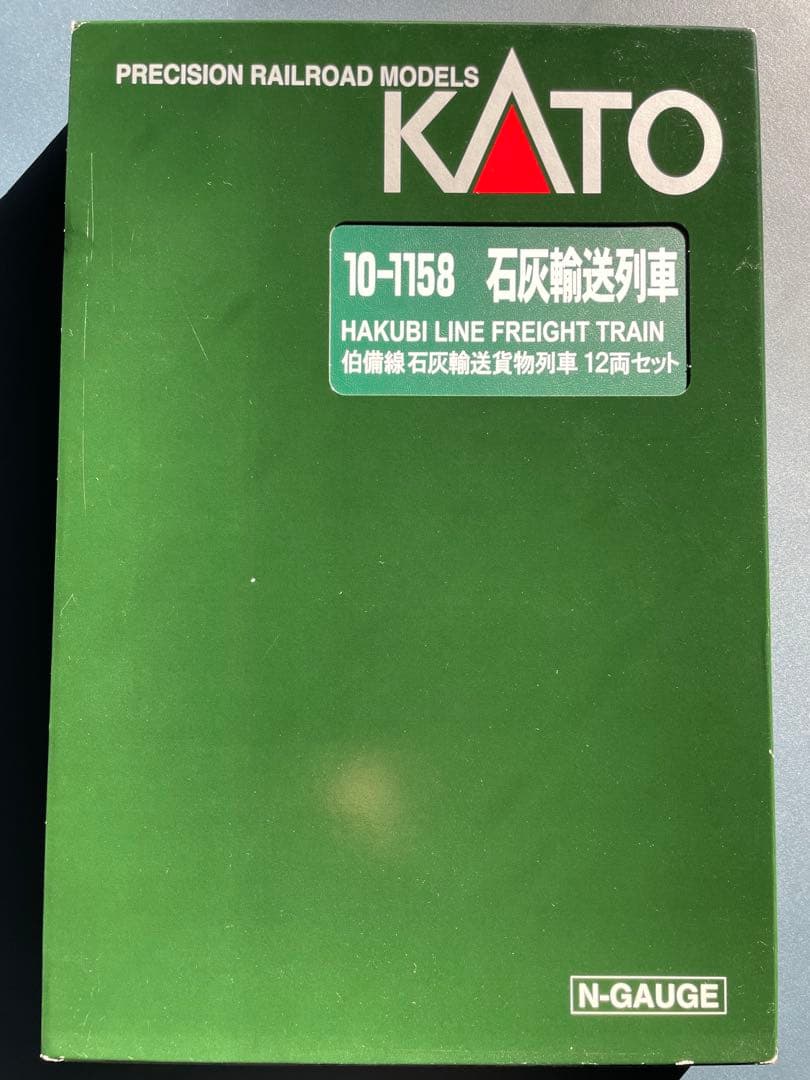 PRECISION RAILROAD MODELS
KATO
10-1158 石灰輸送列車
HAKUBI LINE FREIGHT TRAIN
伯備線石灰輸送貨物列車 12両セット
N-GAUGE